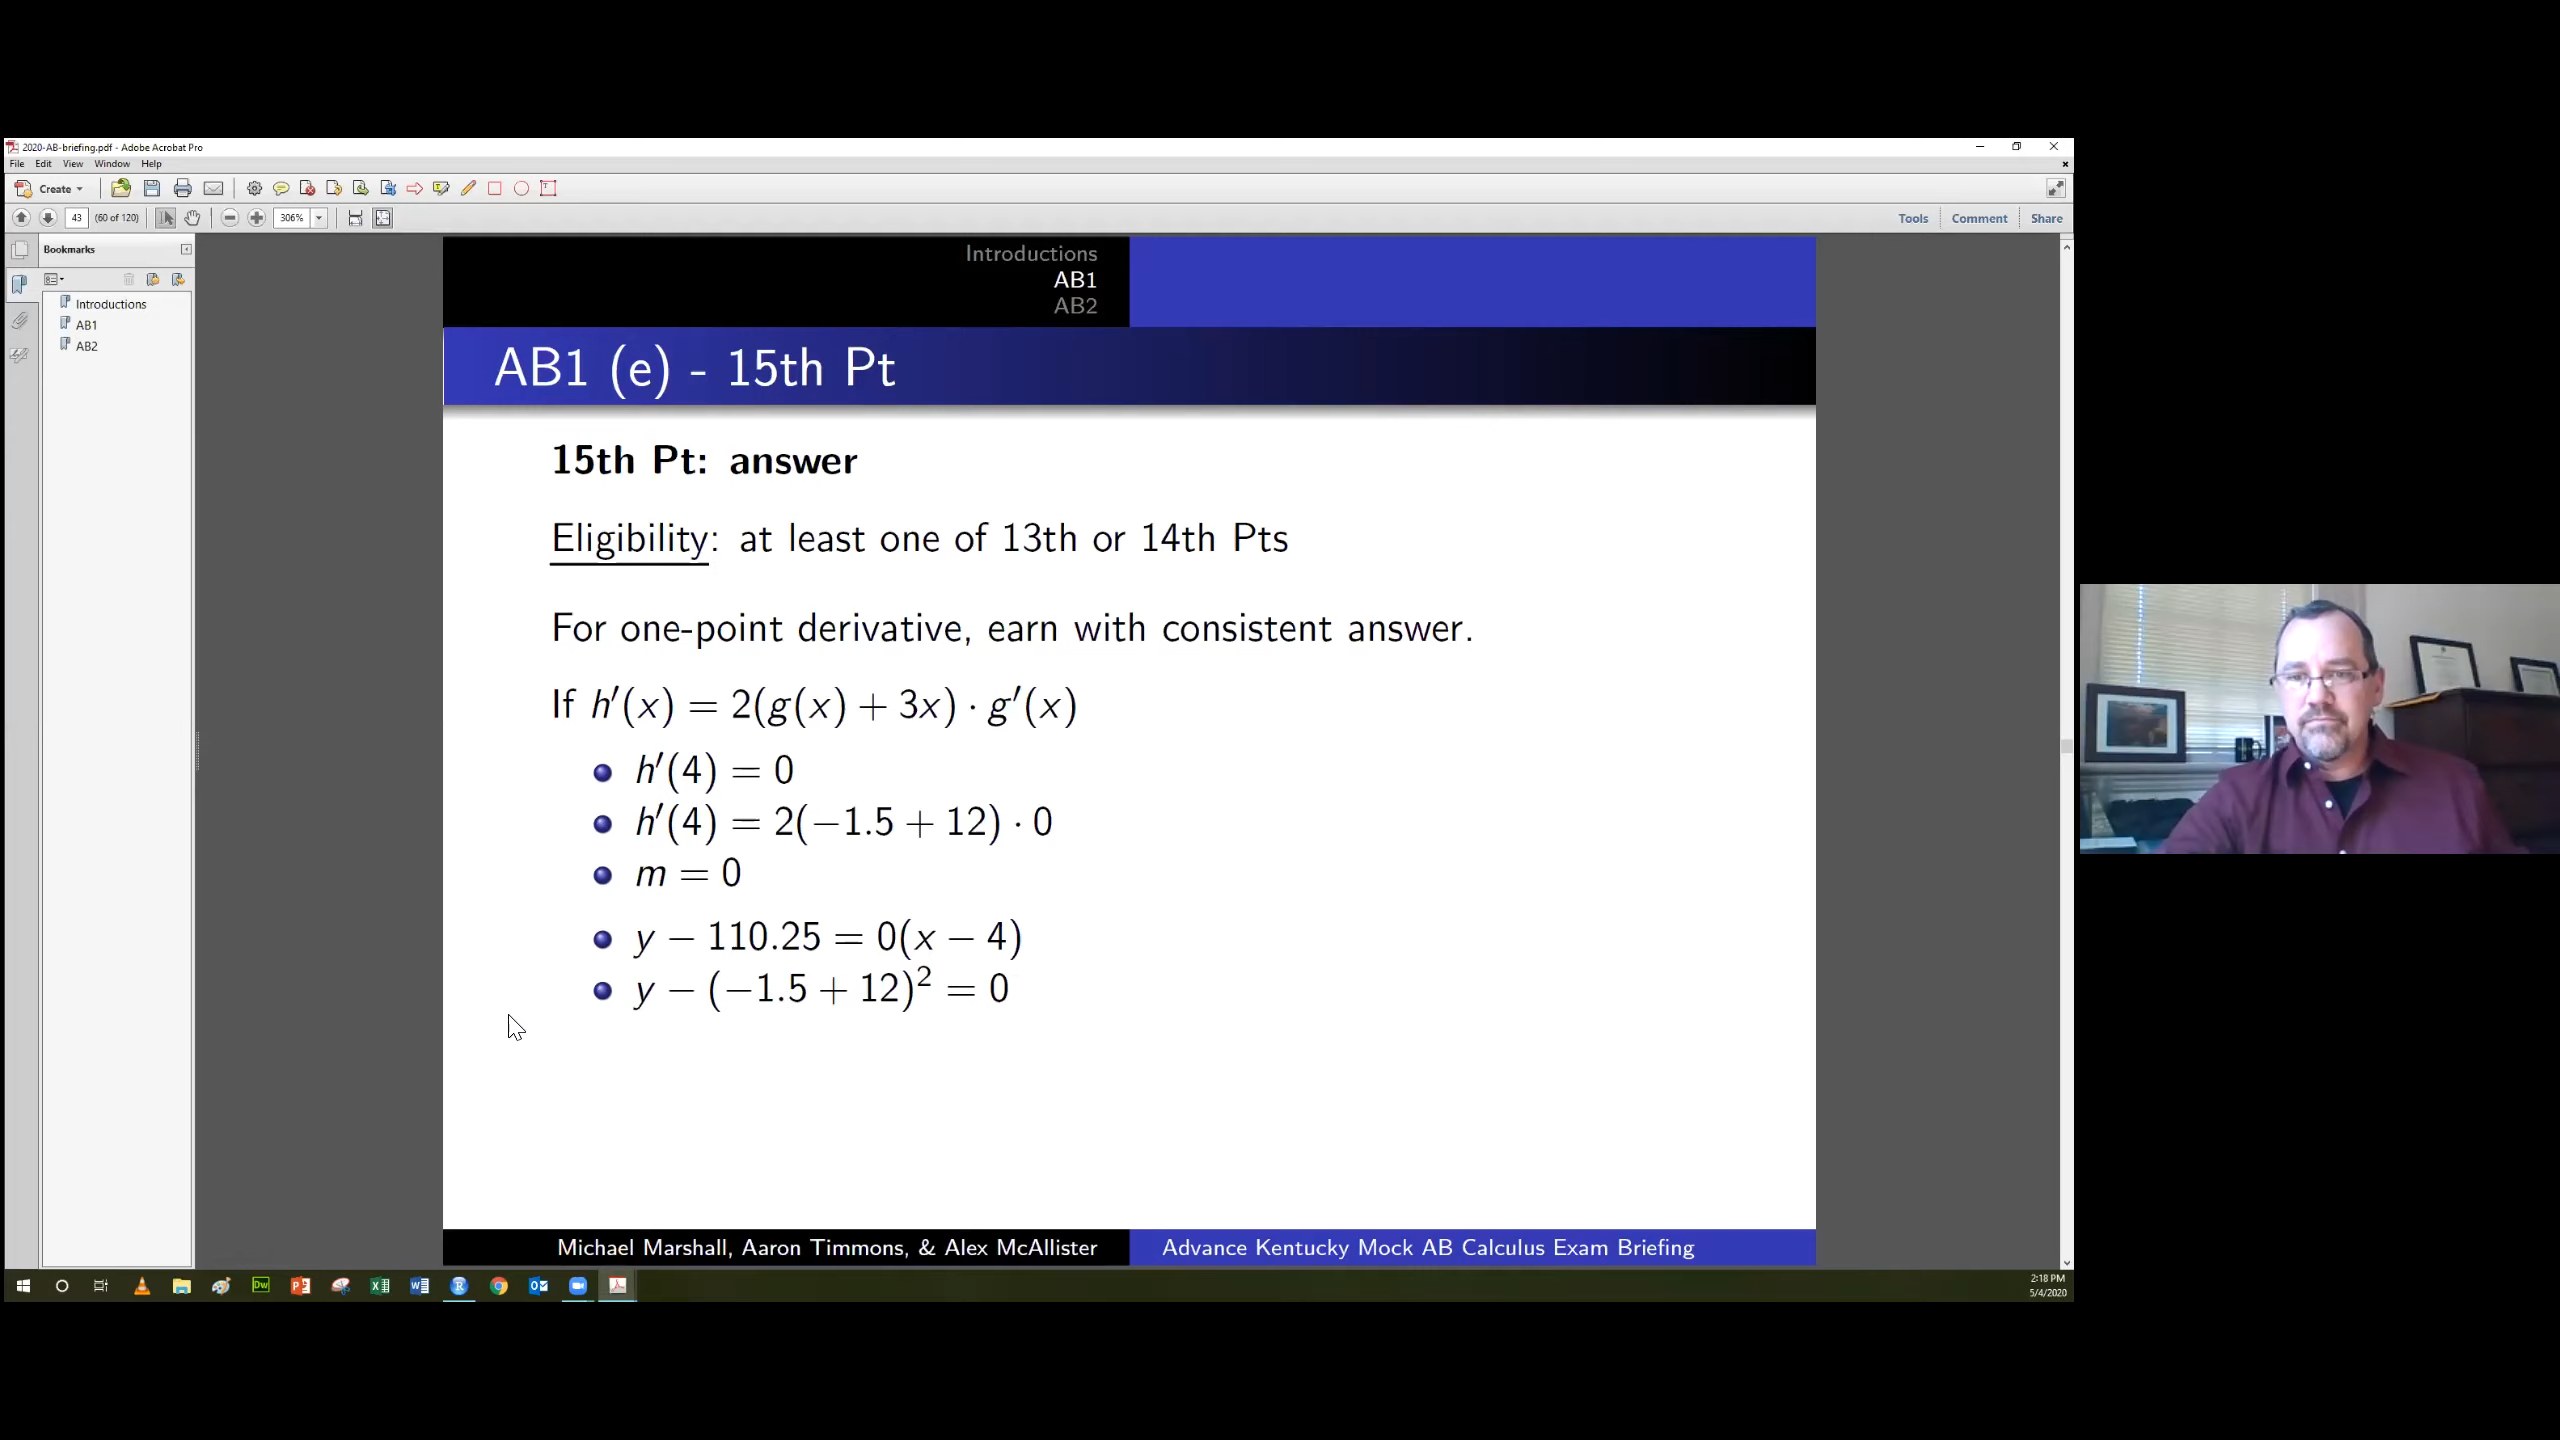 2020-AB-briefing.pdf - Adobe Acrobat Pro
File Edit View Window Help
Create
43 (60 of 120) 306% Tools Comment Share
Bookmarks
Introductions
AB1
AB2
Introductions
AB1
AB2
AB1 (e) - 15th Pt
15th Pt: answer
Eligibility: at least one of 13th or 14th Pts
For one-point derivative, earn with consistent answer.
If h′(x) = 2(g(x) + 3x) · g′(x)
h′(4) = 0
h′(4) = 2(−1.5 + 12) · 0
m = 0
y − 110.25 = 0(x − 4)
y − (−1.5 + 12)² = 0
Michael Marshall, Aaron Timmons, & Alex McAllister Advance Kentucky Mock AB Calculus Exam Briefing
2:18 PM
5/4/2020